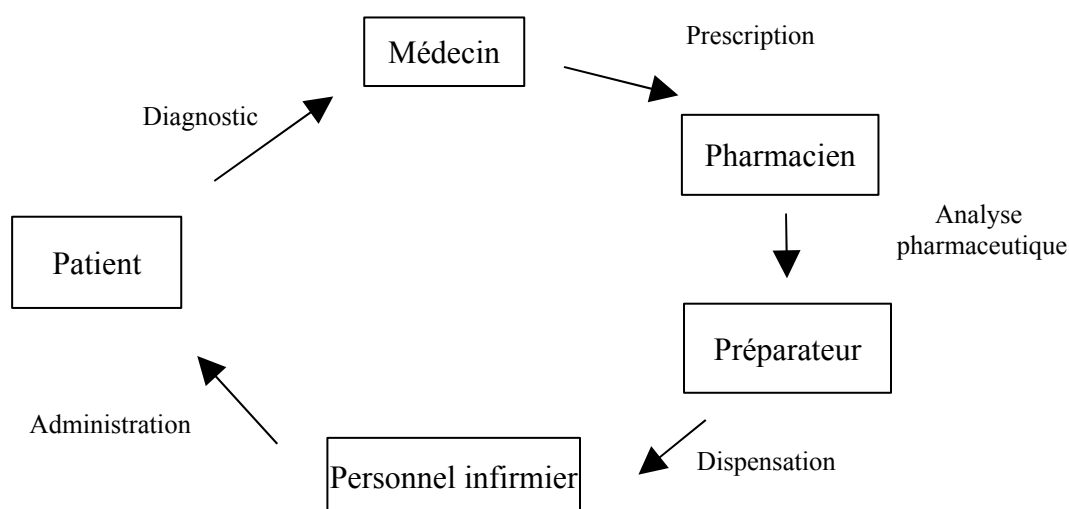 Médecin
Prescription
Diagnostic
Pharmacien
Analyse
pharmaceutique
Patient
Préparateur
Administration
Dispensation
Personnel infirmier